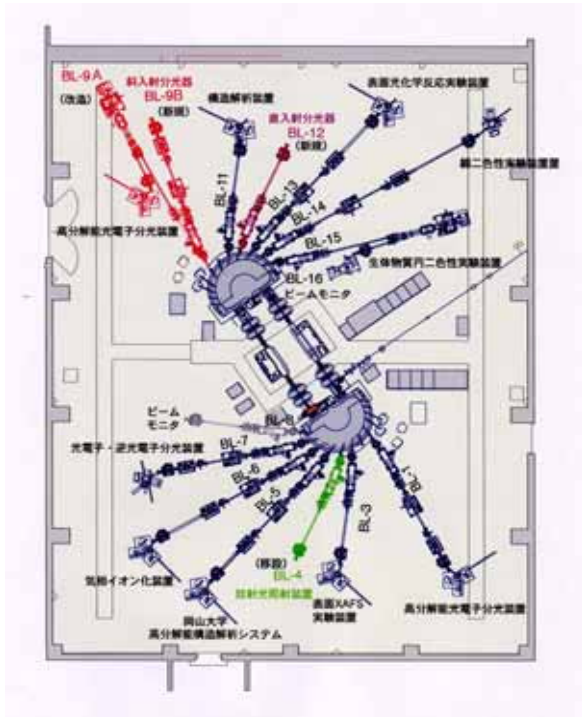 BL-9A
(改造)
斜入射分光器
BL-9B
(新規)
構造解析装置
直入射分光器
BL-12
(新規)
表面光化学反応実験装置
線二色性実験装置
高分解能光電子分光装置
BL-11
BL-13
BL-14
BL-15
生体物質円二色性実験装置
BL-16
ビームモニタ
ビーム
モニタ
BL-8
光電子・逆光電子分光装置
BL-7
BL-6
BL-5
BL-3
BL-1
(移設)
BL-4
放射光照射装置
気相イオン化装置
岡山大学
高分解能構造解析システム
表面XAFS
実験装置
高分解能光電子分光装置